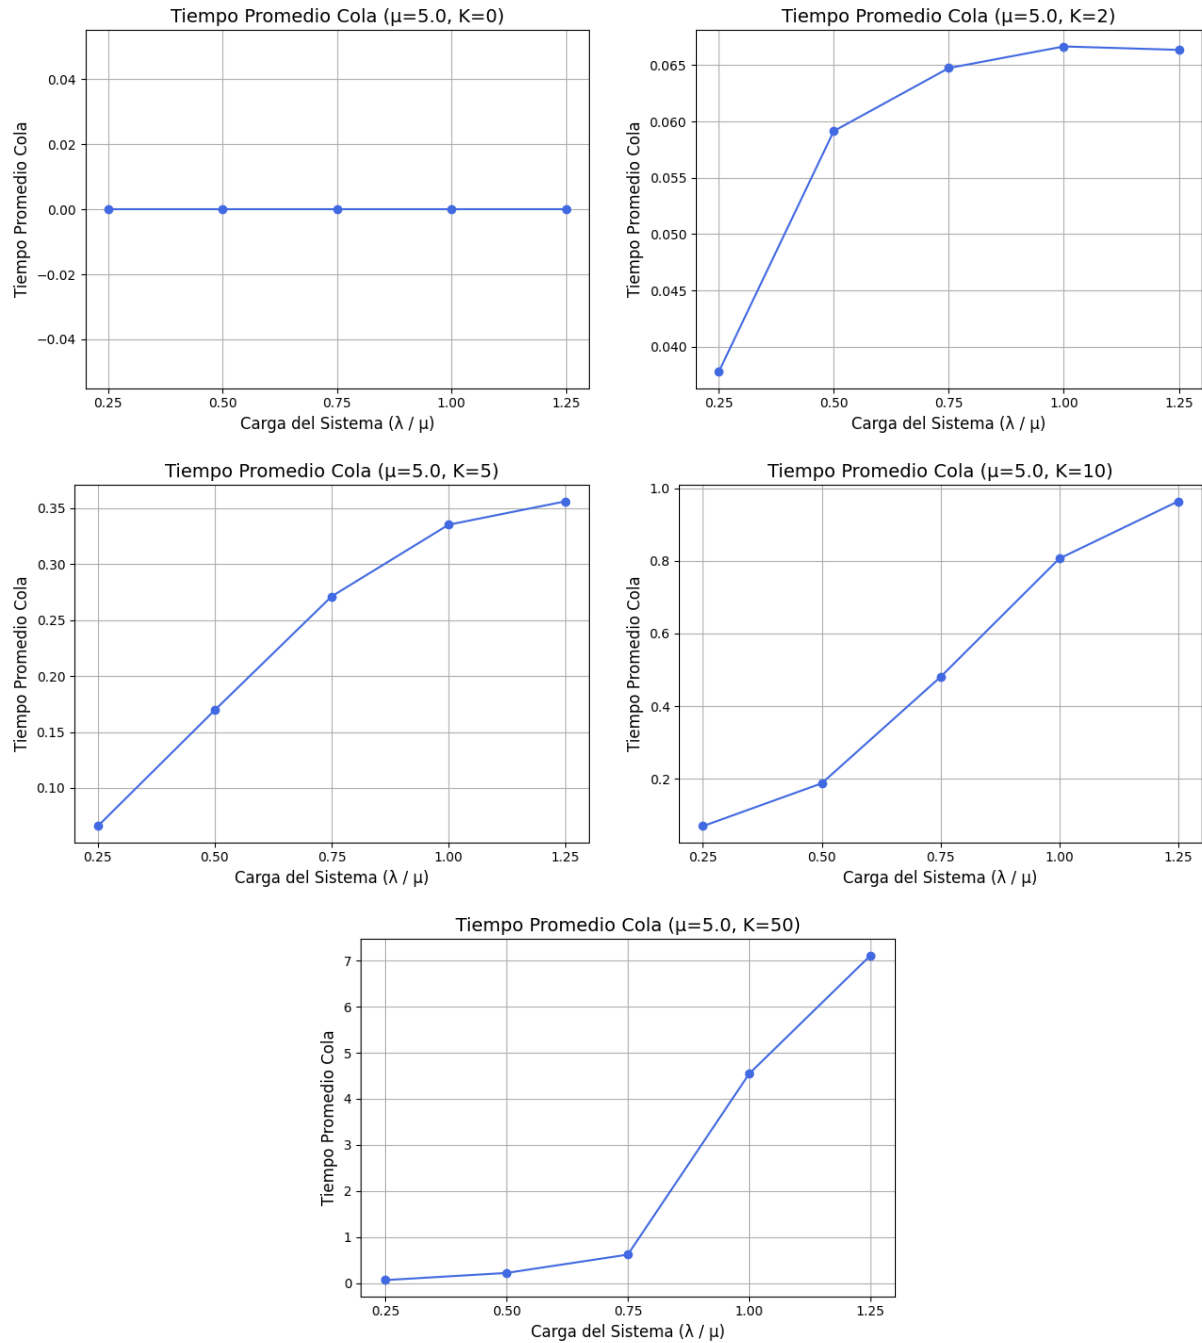 Tiempo Promedio Cola (μ=5.0, K=0)
Tiempo Promedio Cola
0.04
0.02
0.00
−0.02
−0.04
0.25 0.50 0.75 1.00 1.25
Carga del Sistema (λ / μ)
Tiempo Promedio Cola (μ=5.0, K=2)
Tiempo Promedio Cola
0.065
0.060
0.055
0.050
0.045
0.040
0.25 0.50 0.75 1.00 1.25
Carga del Sistema (λ / μ)
Tiempo Promedio Cola (μ=5.0, K=5)
Tiempo Promedio Cola
0.35
0.30
0.25
0.20
0.15
0.10
0.25 0.50 0.75 1.00 1.25
Carga del Sistema (λ / μ)
Tiempo Promedio Cola (μ=5.0, K=10)
Tiempo Promedio Cola
1.0
0.8
0.6
0.4
0.2
0.25 0.50 0.75 1.00 1.25
Carga del Sistema (λ / μ)
Tiempo Promedio Cola (μ=5.0, K=50)
Tiempo Promedio Cola
7
6
5
4
3
2
1
0
0.25 0.50 0.75 1.00 1.25
Carga del Sistema (λ / μ)